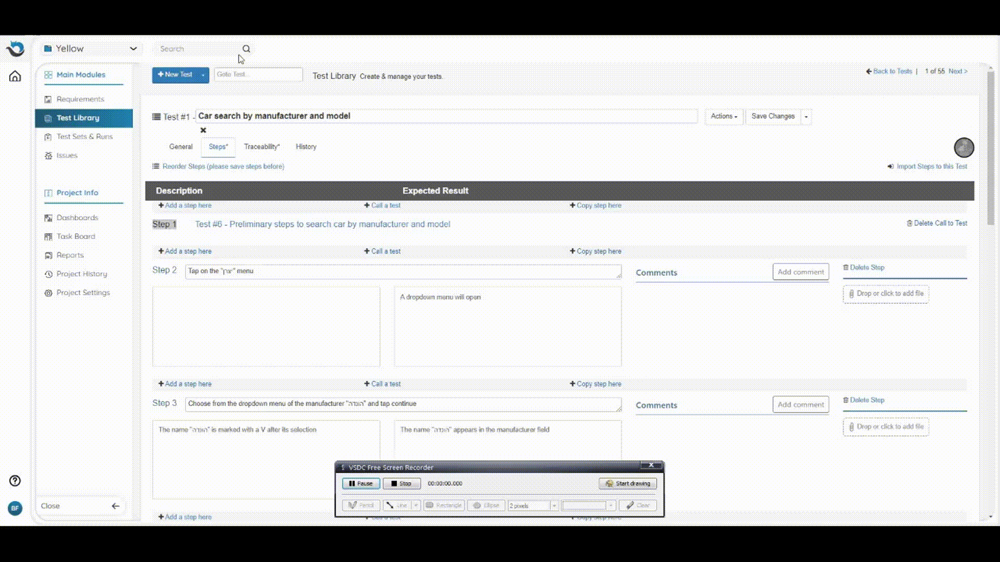 Yellow
Search
Main Modules
Requirements
Test Library
Test Sets & Runs
Issues
Project Info
Dashboards
Task Board
Reports
Project History
Project Settings
Close
BF
New Test
Goto Test...
Test Library Create & manage your tests.
Back to Tests | 1 of 55 Next >
Test #1 - Car search by manufacturer and model
Actions
Save Changes
General
Steps*
Traceability*
History
Reorder Steps (please save steps before)
Import Steps to this Test
Description
Expected Result
Add a step here
Call a test
Copy step here
Step 1
Test #6 - Preliminary steps to search car by manufacturer and model
Delete Call to Test
Add a step here
Call a test
Copy step here
Step 2
Tap on the "יצרן" menu
Comments
Add comment
Delete Step
Drop or click to add file
A dropdown menu will open
Add a step here
Call a test
Copy step here
Step 3
Choose from the dropdown menu of the manufacturer "הונדה" and tap continue
Comments
Add comment
Delete Step
Drop or click to add file
The name "הונדה" is marked with a V after its selection
The name "הונדה" appears in the manufacturer field
VSDC Free Screen Recorder
X
Pause
Stop
00:00:00.000
Start drawing
Pencil
Line
Rectangle
Ellipse
2 pixels
Clear
Add a step here
Call a test
Copy step here